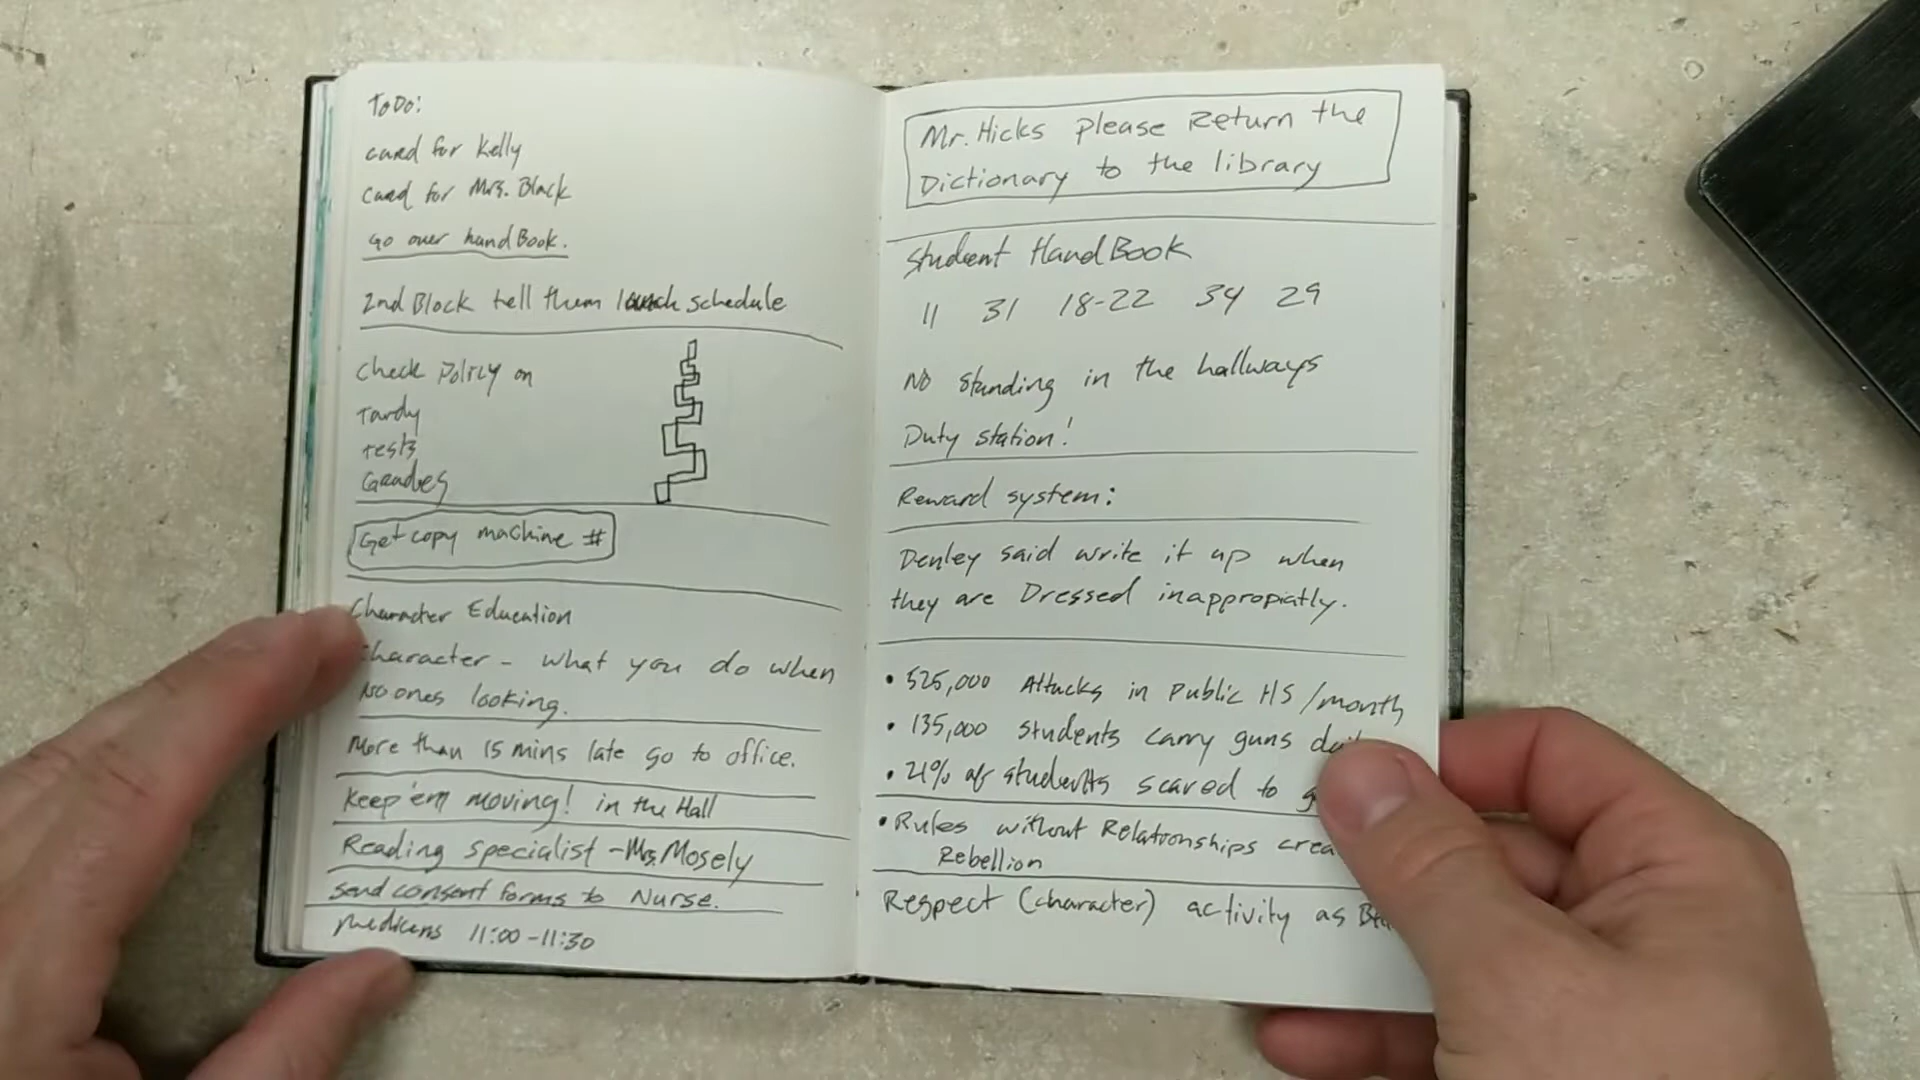 ToDo:
card for Kelly
card for Mrs. Black
Go over handBook.
2nd Block tell them lunch schedule
Check Policy on
Tardy
Tests
Grades
Get copy machine #
Character Education
Character - what you do when
No ones looking.
More than 15 mins late go to office.
Keep 'em moving! in the Hall
Reading specialist - Mrs. Mosely
Send consent forms to Nurse.
medicens 11:00-11:30
Mr. Hicks please Return the
Dictionary to the library
Student HandBook
11 31 18-22 34 29
No standing in the hallways
Duty station!
Reward system:
Denley said write it up when
they are Dressed inappropiatly.
• 525,000 Attacks in Public HS/month
• 135,000 students carry guns
• 21% of students scared to
• Rules without Relationships
Rebellion
Respect (character) activity as